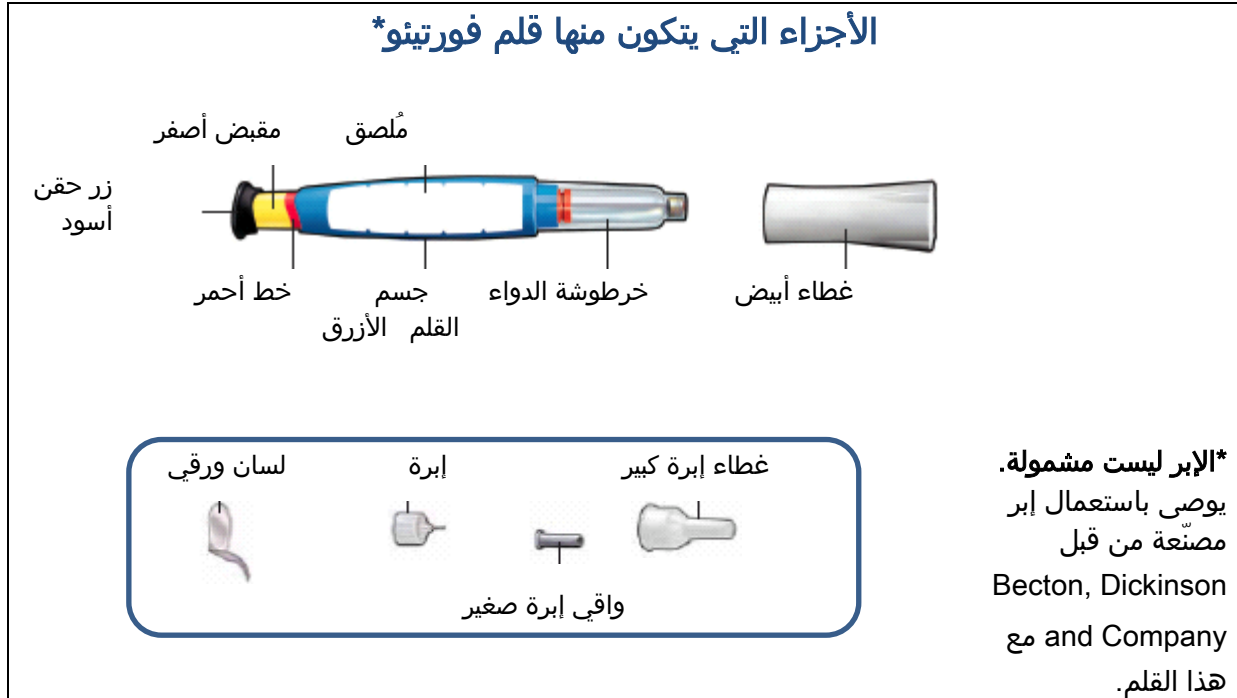 الأجزاء التي يتكون منها قلم فورتيئو*
مُلصق
مقبض أصفر
زر حقن
أسود
غطاء أبيض
خرطوشة الدواء
جسم
القلم الأزرق
خط أحمر
*الإبر ليست مشمولة.
يوصى باستعمال إبر
مصنّعة من قبل
Becton, Dickinson
and Company مع
هذا القلم.
غطاء إبرة كبير
إبرة
لسان ورقي
واقي إبرة صغير